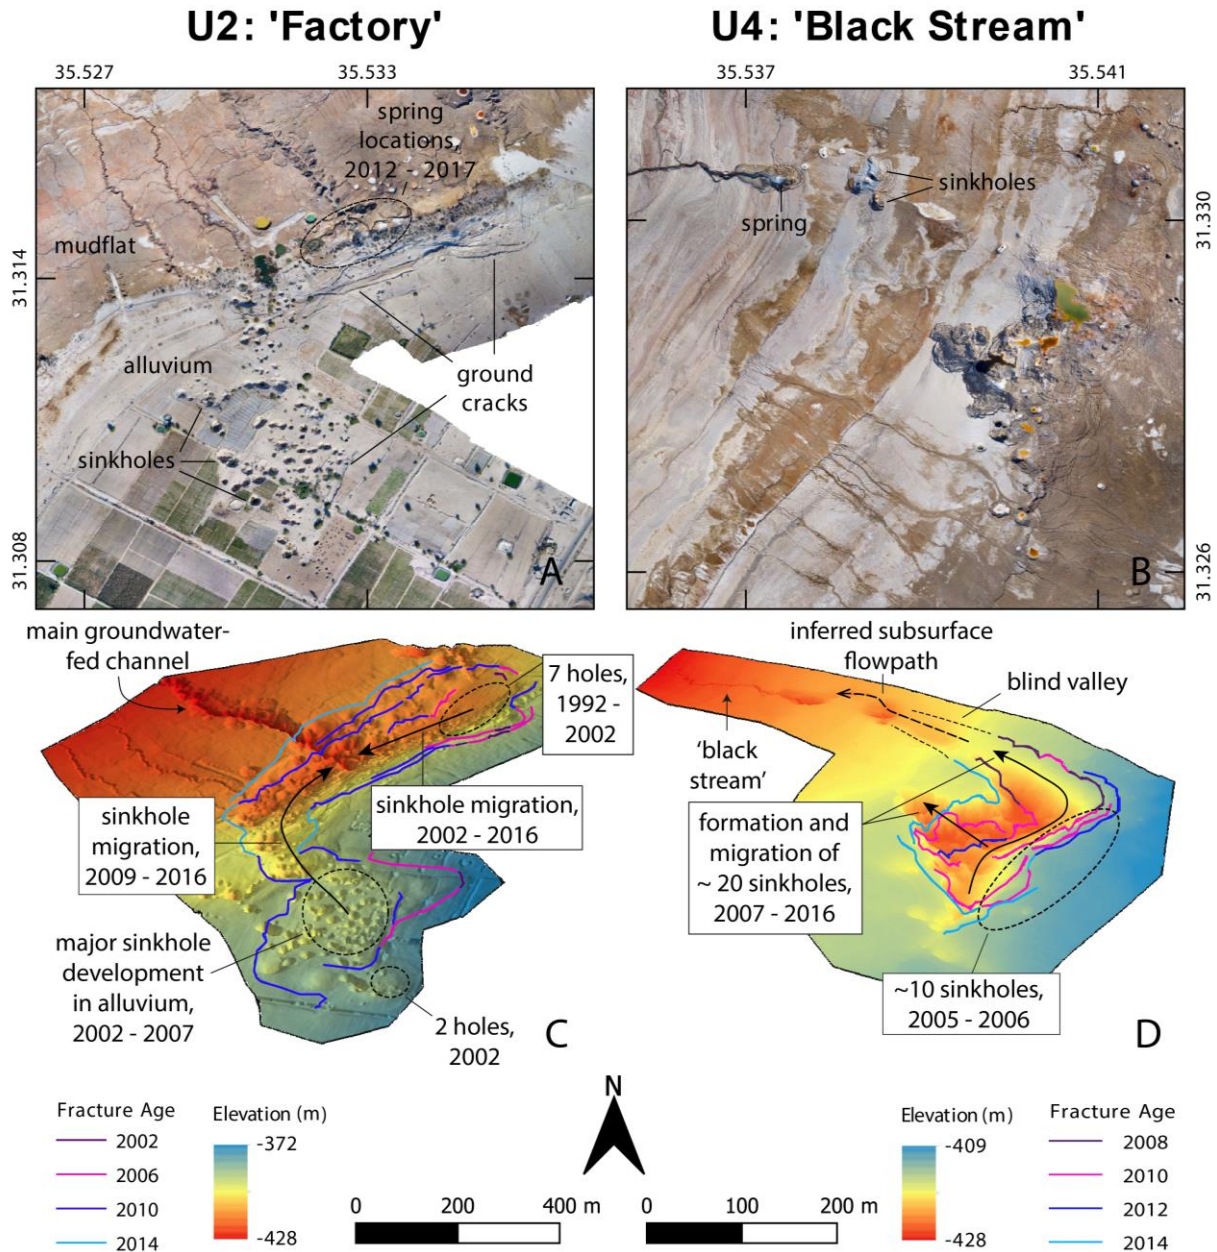 U2: 'Factory'
U4: 'Black Stream'
35.527
35.533
35.537
35.541
spring
locations,
2012 - 2017
mudflat
31.314
alluvium
ground
cracks
sinkholes
31.308
A
sinkholes
spring
31.330
31.326
B
main groundwater-
fed channel
7 holes,
1992 -
2002
sinkhole
migration,
2009 - 2016
sinkhole migration,
2002 - 2016
major sinkhole
development
in alluvium,
2002 - 2007
2 holes,
2002
C
inferred subsurface
flowpath
blind valley
'black
stream'
formation and
migration of
~ 20 sinkholes,
2007 - 2016
~10 sinkholes,
2005 - 2006
D
Fracture Age
2002
2006
2010
2014
Elevation (m)
-372
-428
N
0 200 400 m
0 100 200 m
Elevation (m)
-409
-428
Fracture Age
2008
2010
2012
2014